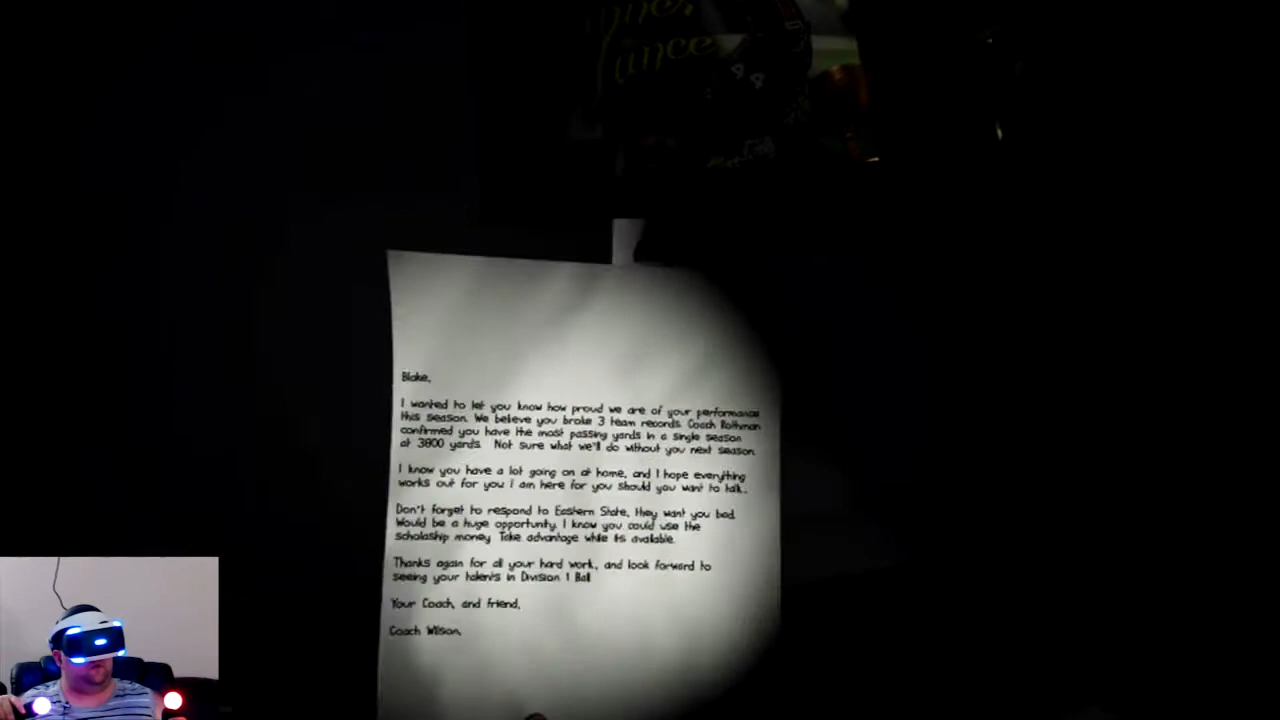 ance
44
Blake,
I wanted to let you know how proud we are of your performance
this season. We believe you broke 3 team records. Coach Rothman
confirmed you have the most passing yards in a single season
at 3800 yards. Not sure what we'll do without you next season.
I know you have a lot going on at home, and I hope everything
works out for you. I am here for you should you want to talk.
Don't forget to respond to Eastern State, they want you bad.
Would be a huge opportunity. I know you could use the
scholaship money. Take advantage while its available.
Thanks again for all your hard work, and look forward to
seeing your talents in Division 1 Ball
Your Coach, and friend,
Coach Wilson,